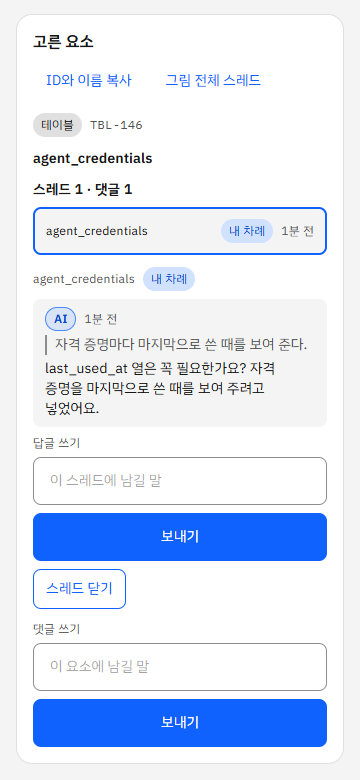 고른 요소
ID와 이름 복사 그림 전체 스레드
테이블 TBL-146
agent_credentials
스레드 1 · 댓글 1
agent_credentials 내 차례 1분 전
agent_credentials 내 차례
AI 1분 전
자격 증명마다 마지막으로 쓴 때를 보여 준다.
last_used_at 열은 꼭 필요한가요? 자격
증명을 마지막으로 쓴 때를 보여 주려고
넣었어요.
답글 쓰기
이 스레드에 남길 말
보내기
스레드 닫기
댓글 쓰기
이 요소에 남길 말
보내기